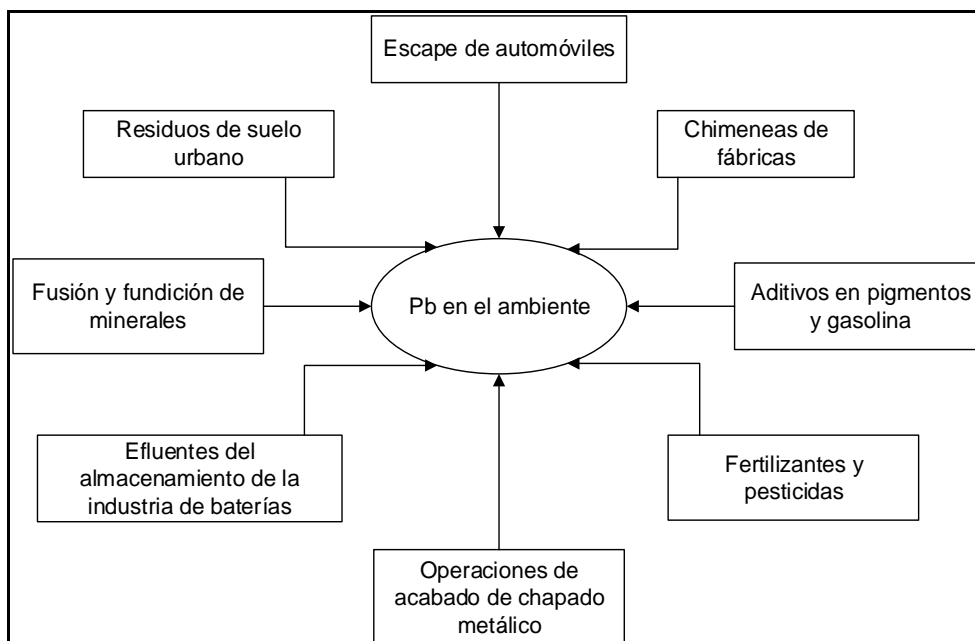 Escape de automóviles
Residuos de suelo
urbano
Chimeneas de
fábricas
Fusión y fundición de
minerales
Pb en el ambiente
Aditivos en pigmentos
y gasolina
Efluentes del
almacenamiento de la
industria de baterías
Fertilizantes y
pesticidas
Operaciones de
acabado de chapado
metálico